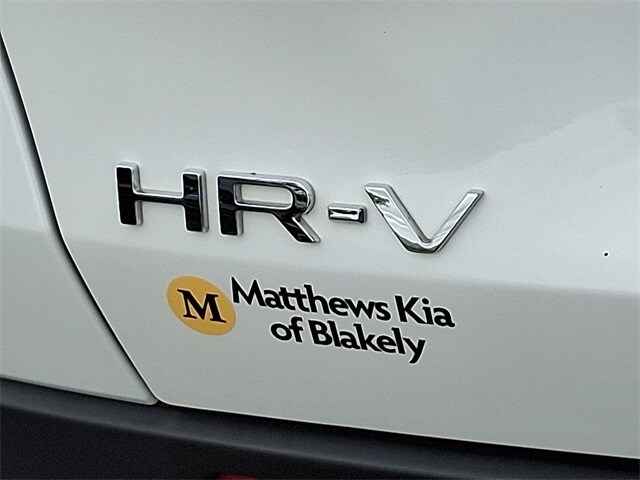 HR-V
M
Matthews Kia
of Blakely